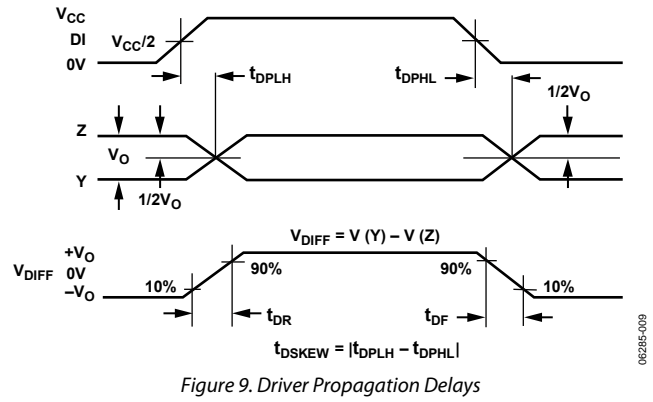 VCC
DI
VCC/2
0V
tDPLH
tDPHL
1/2VO
Z
VO
Y
1/2VO
VDIFF = V (Y) – V (Z)
+VO
VDIFF 0V
–VO
10%
90%
90%
10%
tDR
tDF
tDSKEW = |tDPLH – tDPHL|
06285-009
Figure 9. Driver Propagation Delays